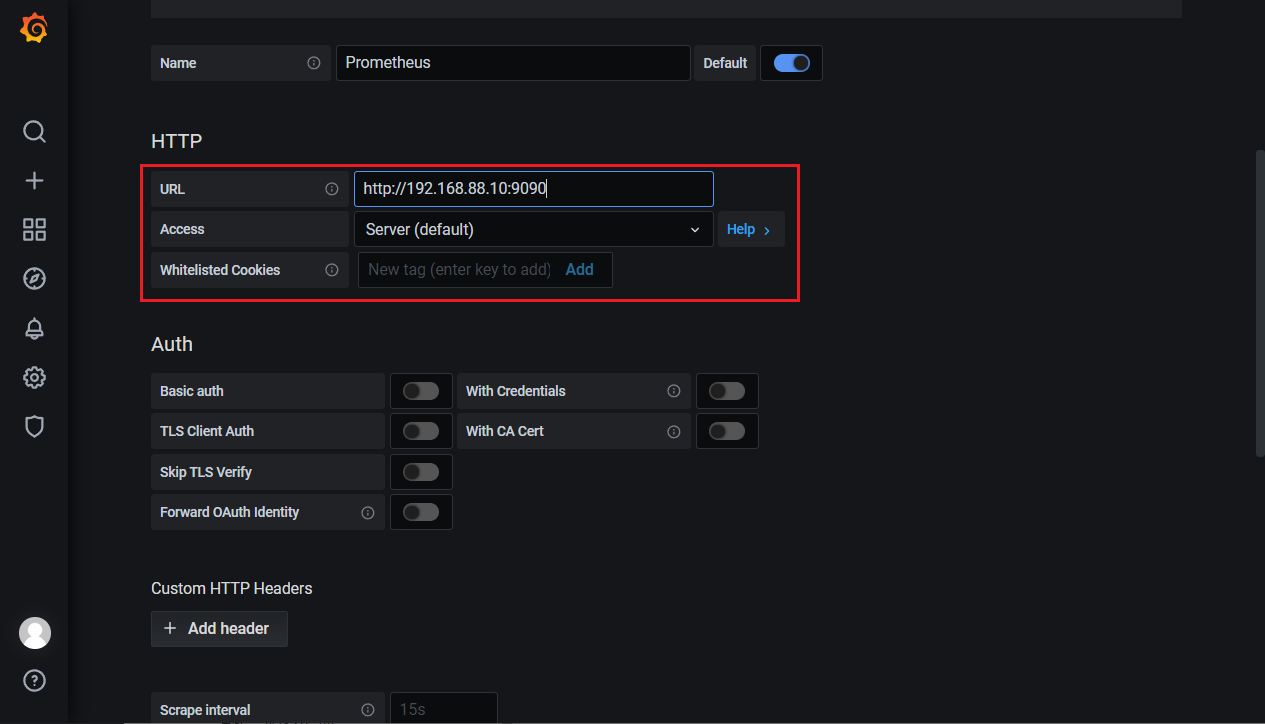 Name Prometheus Default
HTTP
URL http://192.168.88.10:9090
Access Server (default) Help
Whitelisted Cookies New tag (enter key to add) Add
Auth
Basic auth With Credentials
TLS Client Auth With CA Cert
Skip TLS Verify
Forward OAuth Identity
Custom HTTP Headers
+ Add header
Scrape interval 15s